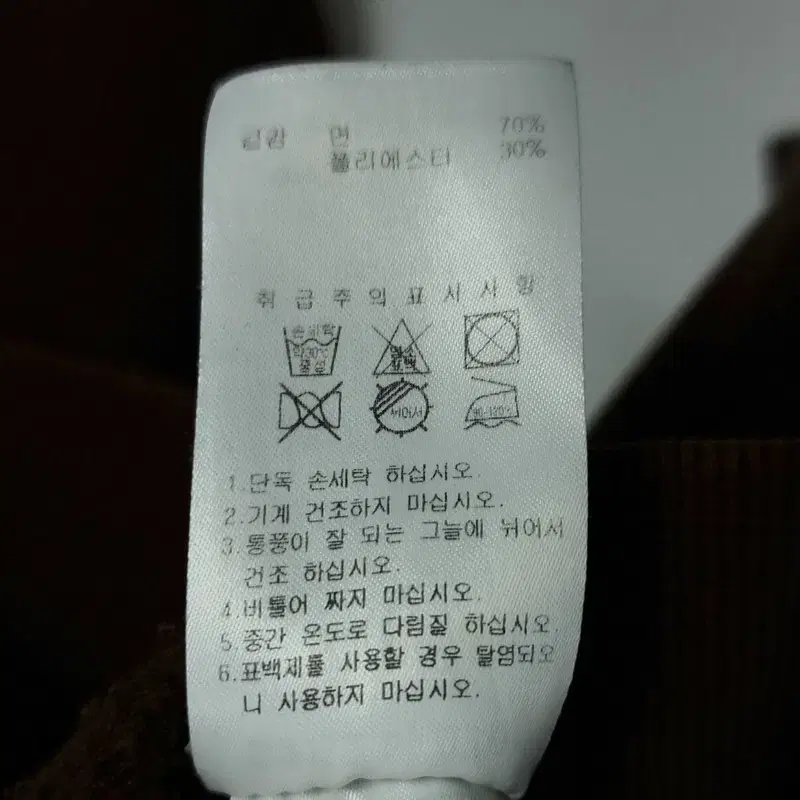 겉감 면 70%
폴리에스터 30%
취급주의표시사항
손세탁
약30℃
중성
염소
표백
뉘어서
80-120℃
1.단독 손세탁 하십시오.
2.기계 건조하지 마십시오.
3.통풍이 잘 되는 그늘에 뉘어서
건조 하십시오.
4.비틀어 짜지 마십시오.
5.중간 온도로 다림질 하십시오.
6.표백제를 사용할 경우 탈염되오
니 사용하지 마십시오.